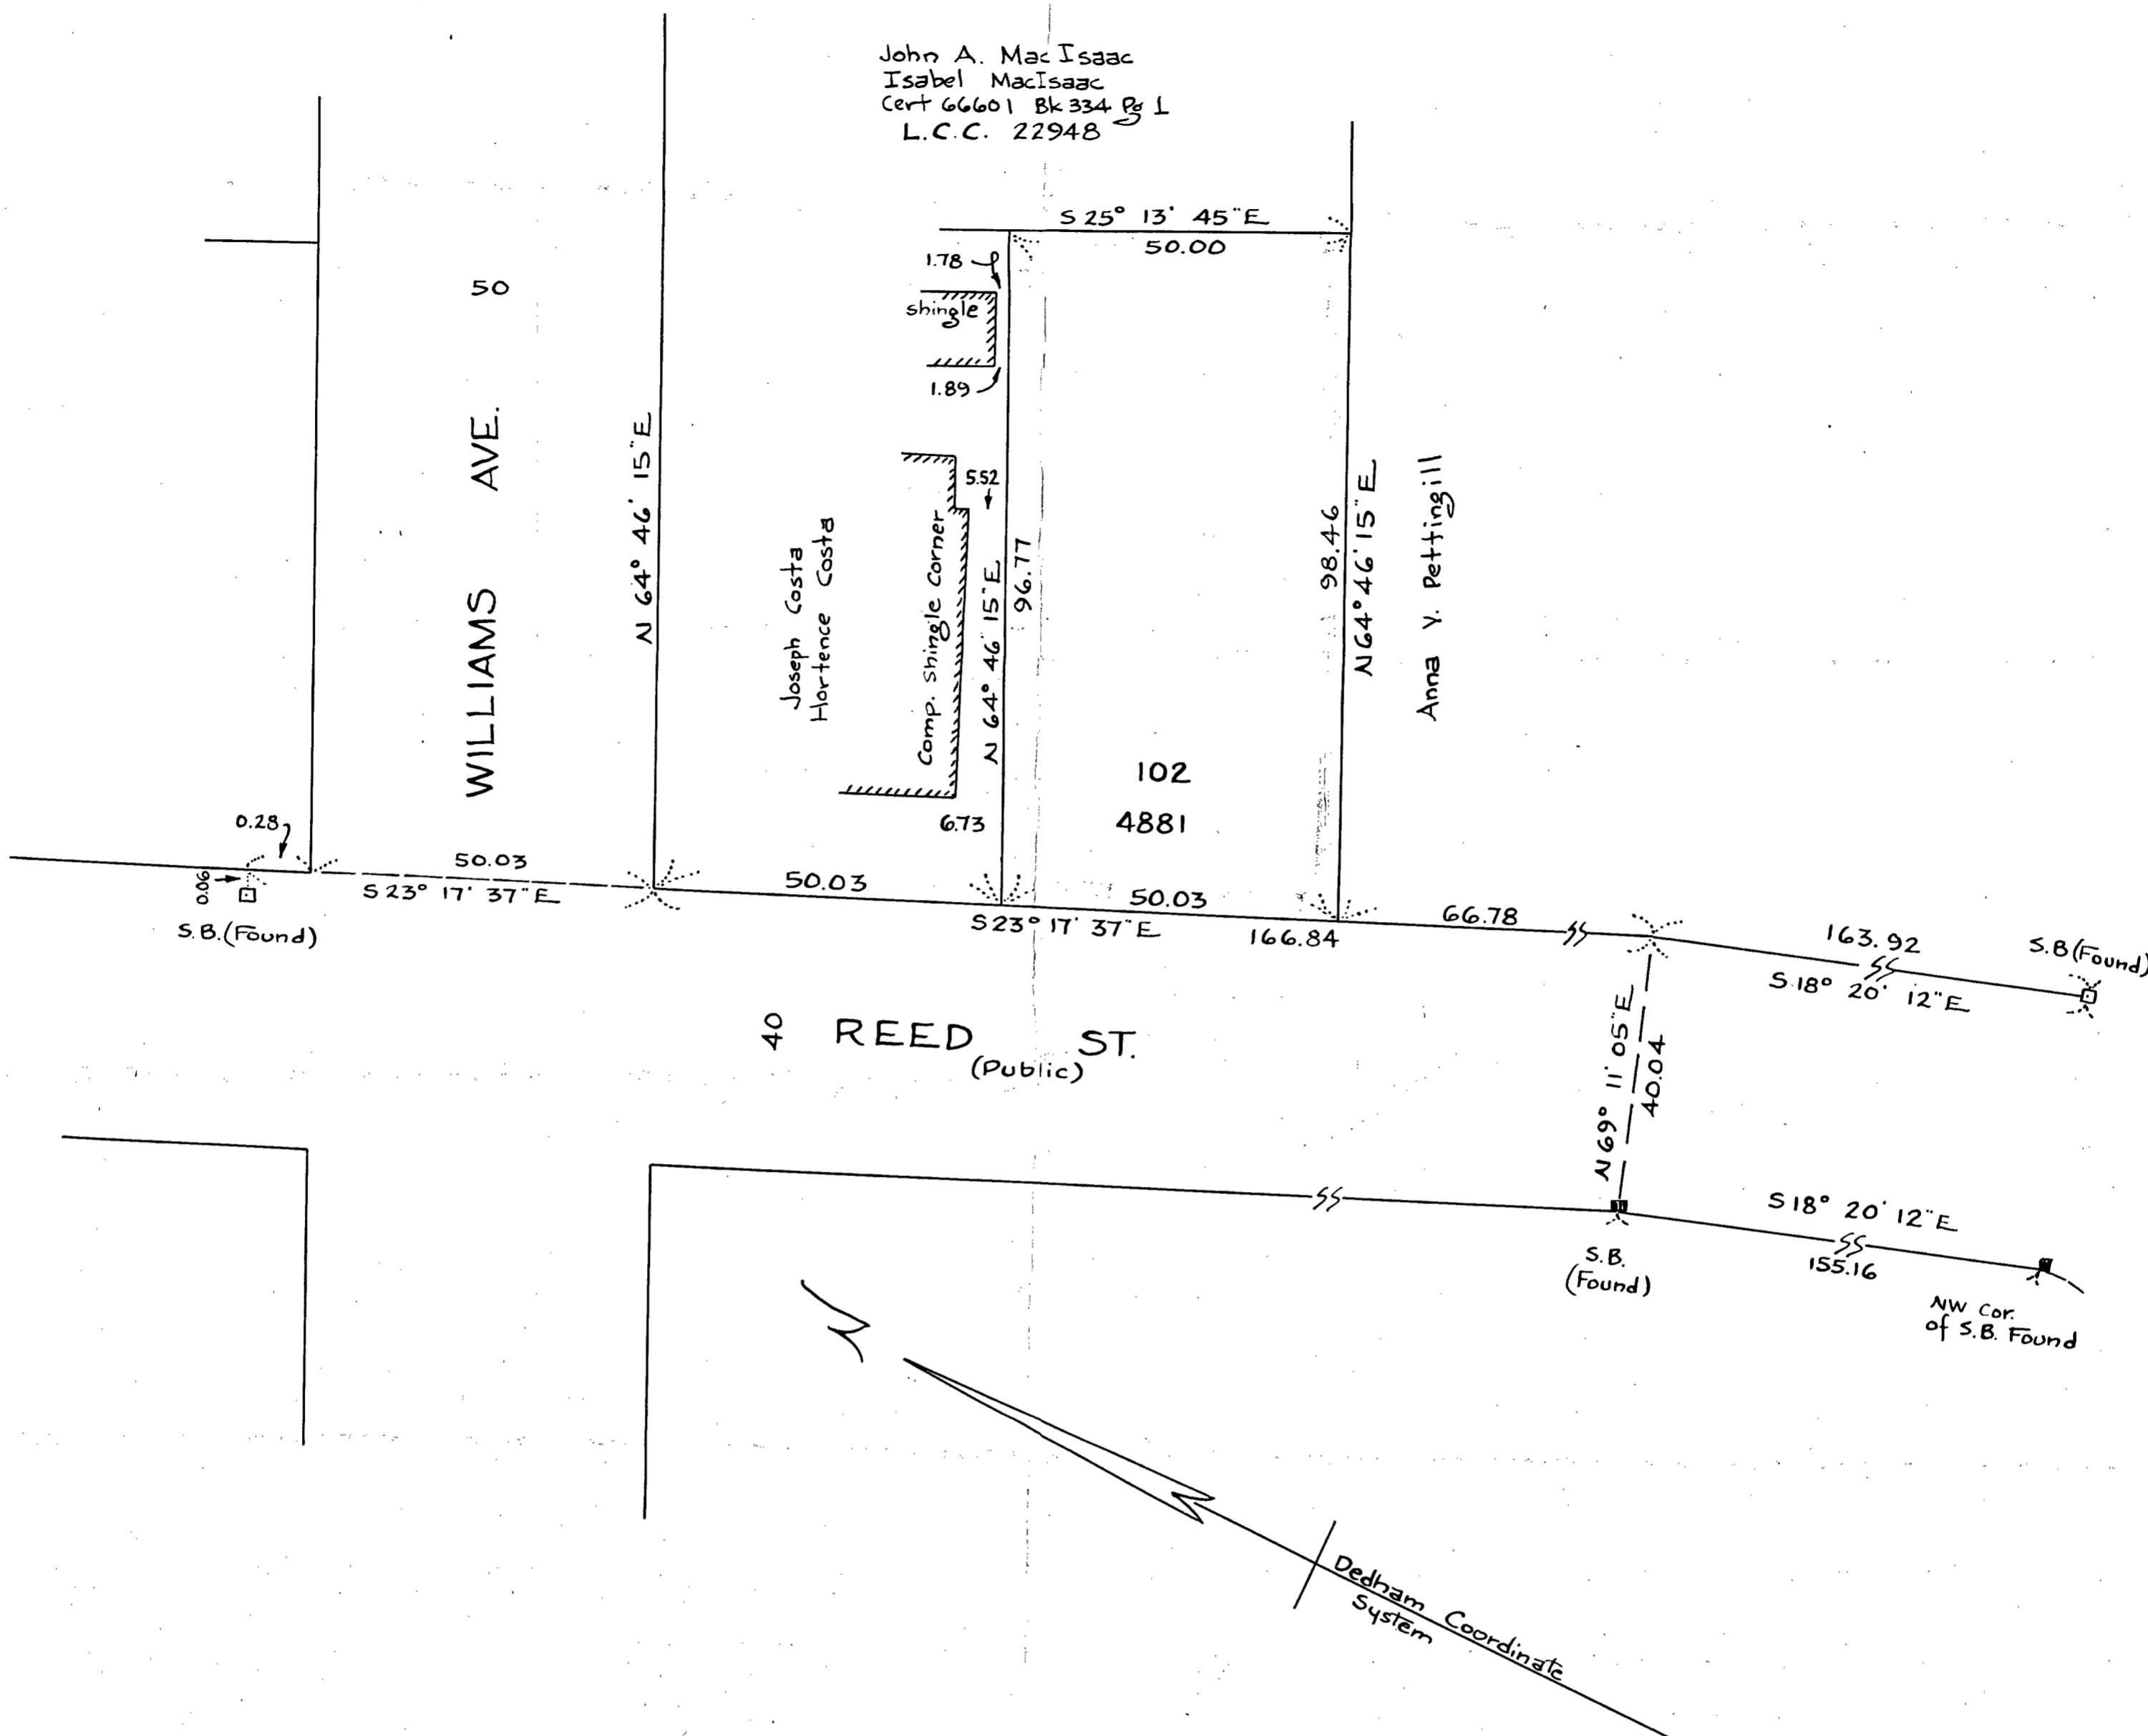 John A. MacIsaac
Isabel MacIsaac
Cert 66601 Bk 334 Pg 1
L.C.C. 22948
S 25° 13' 45"E
50.00
1.78
shingle
1.89
50
WILLIAMS AVE.
N 64° 46' 15"E
Joseph Costa
Hortence Costa
Comp. Shingle Corner
5.52
6.73
N 64° 46' 15"E
96.77
98.46
N 64° 46' 15"E
Anna V. Pettingill
102
4881
0.28
0.06
S.B. (Found)
50.03
S 23° 17' 37"E
50.03
50.03
S 23° 17' 37"E
166.84
66.78
163.92
S 18° 20' 12"E
S.B (Found)
40 REED ST.
(Public)
N 69° 11' 05"E
40.04
S.B.
(Found)
S 18° 20' 12"E
155.16
NW Cor.
of S.B. Found
Dedham Coordinate
System